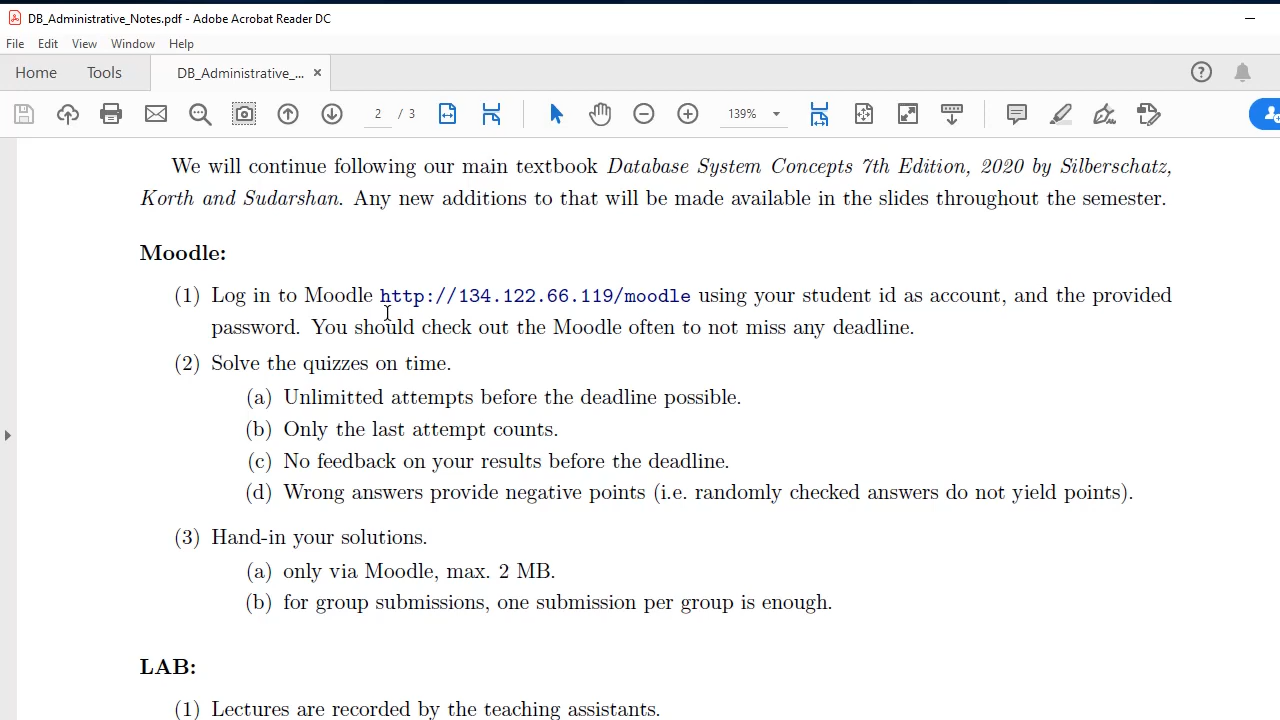 DB_Administrative_Notes.pdf - Adobe Acrobat Reader DC
File Edit View Window Help
Home Tools DB_Administrative_... ×
2 / 3 139%
We will continue following our main textbook Database System Concepts 7th Edition, 2020 by Silberschatz,
Korth and Sudarshan. Any new additions to that will be made available in the slides throughout the semester.
Moodle:
(1) Log in to Moodle http://134.122.66.119/moodle using your student id as account, and the provided
password. You should check out the Moodle often to not miss any deadline.
(2) Solve the quizzes on time.
(a) Unlimitted attempts before the deadline possible.
(b) Only the last attempt counts.
(c) No feedback on your results before the deadline.
(d) Wrong answers provide negative points (i.e. randomly checked answers do not yield points).
(3) Hand-in your solutions.
(a) only via Moodle, max. 2 MB.
(b) for group submissions, one submission per group is enough.
LAB:
(1) Lectures are recorded by the teaching assistants.